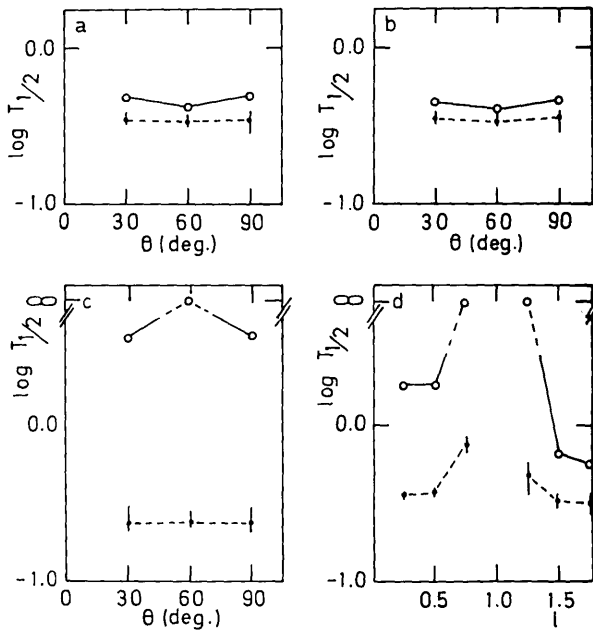 a
0.0
log T1/2
-1.0
0 30 60 90
θ (deg.)
b
0.0
log T1/2
-1.0
0 30 60 90
θ (deg.)
c
∞
log T1/2
0.0
-1.0
0 30 60 90
θ (deg.)
d
∞
log T1/2
0.0
-1.0
0.5 1.0 1.5
l